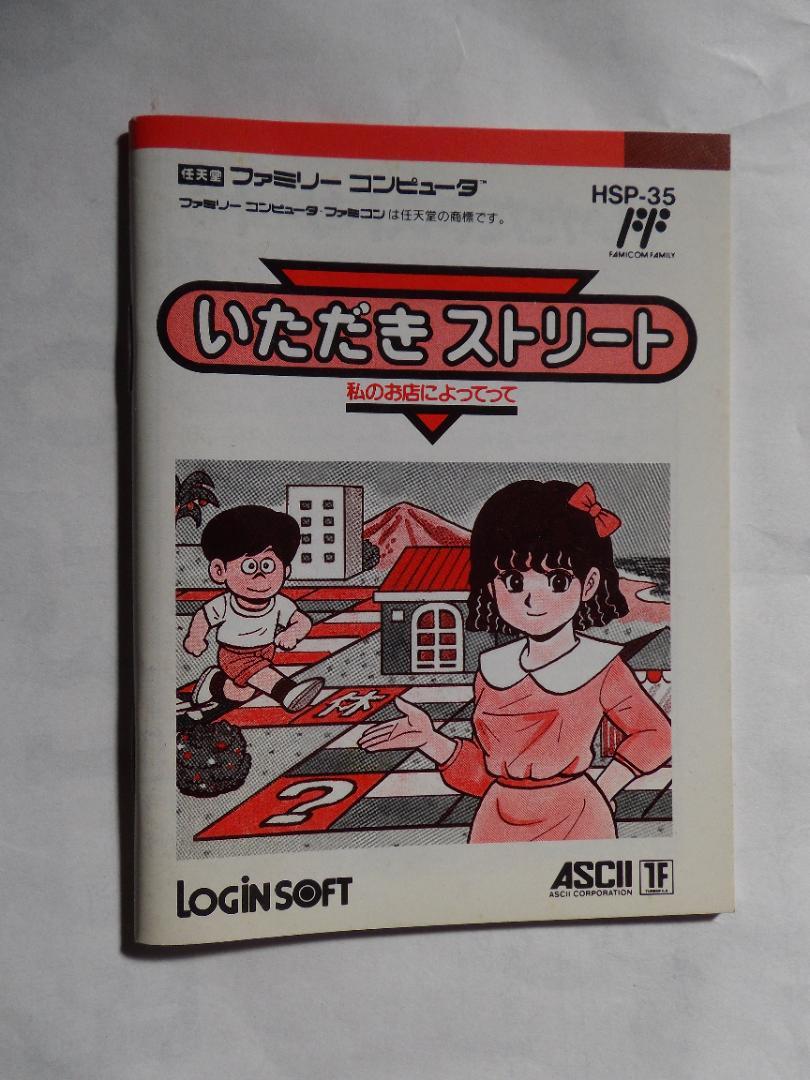 任天堂 ファミリー コンピュータ™
ファミリー コンピュータ・ファミコン は任天堂の商標です。
HSP-35
FAMICOM FAMILY
いただきストリート
私のお店によってって
休
?
LOGiN SOFT
ASCII
ASCII CORPORATION